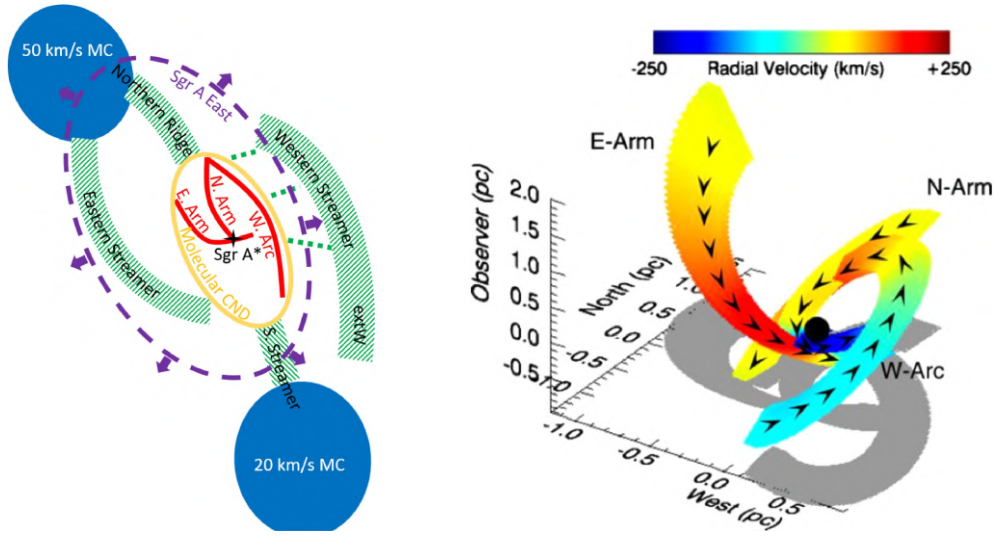 50 km/s MC
Northern Ridge
Sgr A East
Western Streamer
Eastern Streamer
N. Arm
E. Arm
W. Arc
Sgr A*
Molecular CND
extW
S. Streamer
20 km/s MC
-250 Radial Velocity (km/s) +250
E-Arm
N-Arm
W-Arc
Observer (pc)
2.0
1.5
1.0
0.5
0.0
-0.5
North (pc)
1.0
0.5
0.0
-0.5
-1.0
-1.0
-0.5
0.0
0.5
West (pc)